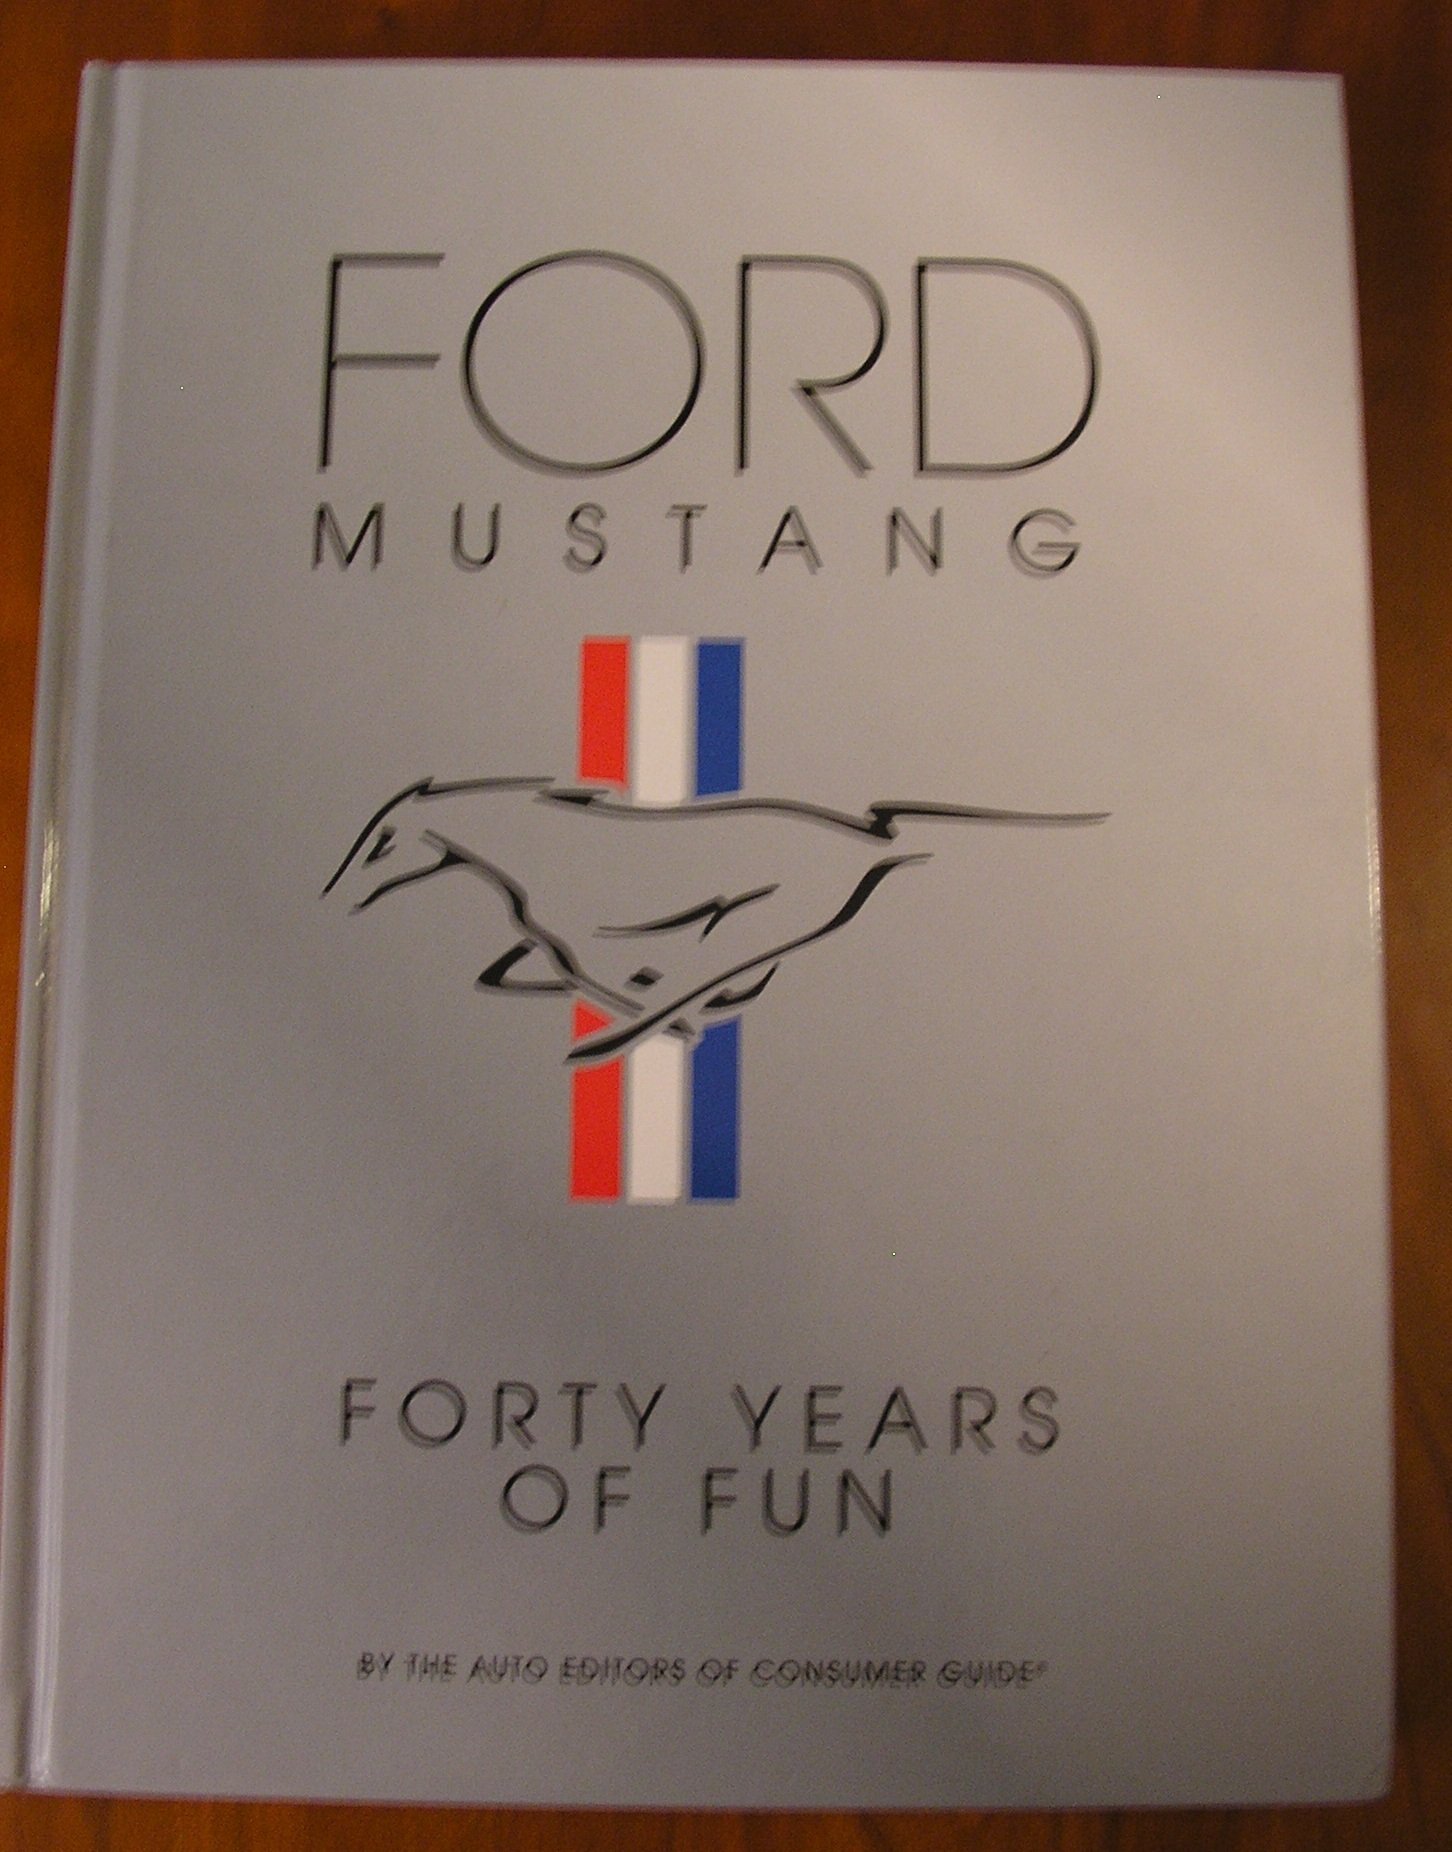 FORD
MUSTANG
FORTY YEARS
OF FUN
BY THE AUTO EDITORS OF CONSUMER GUIDE®